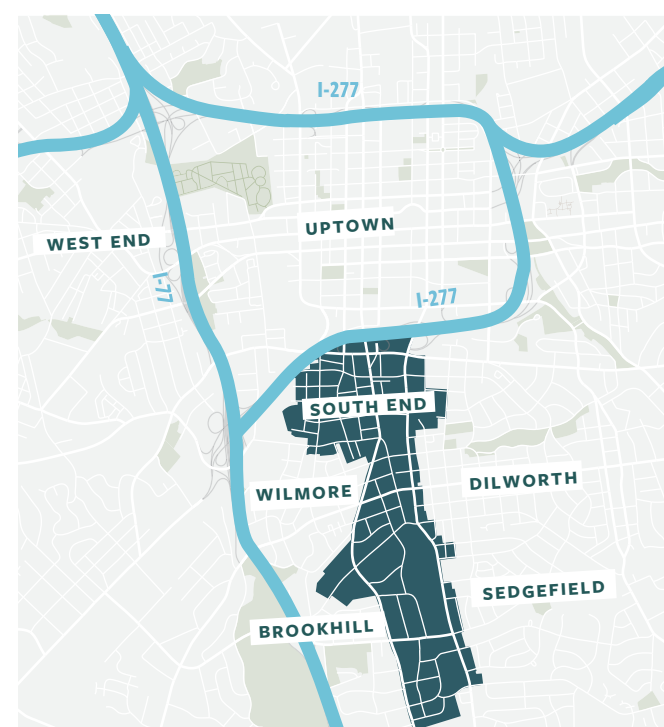 I-277
UPTOWN
WEST END
I-77
I-277
SOUTH END
DILWORTH
WILMORE
SEDGEFIELD
BROOKHILL